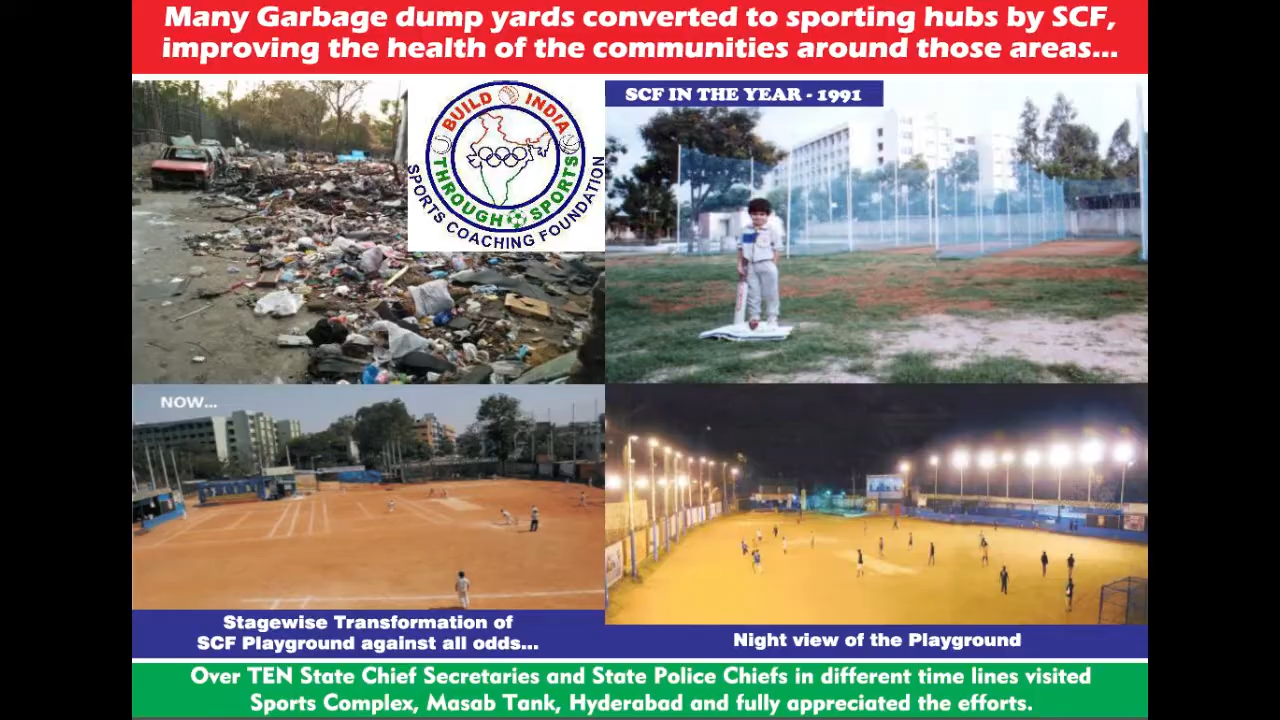 Many Garbage dump yards converted to sporting hubs by SCF,
improving the health of the communities around those areas...
BUILD INDIA
THROUGH SPORTS
SPORTS COACHING FOUNDATION
SCF IN THE YEAR - 1991
NOW...
Stagewise Transformation of
SCF Playground against all odds...
Night view of the Playground
Over TEN State Chief Secretaries and State Police Chiefs in different time lines visited
Sports Complex, Masab Tank, Hyderabad and fully appreciated the efforts.